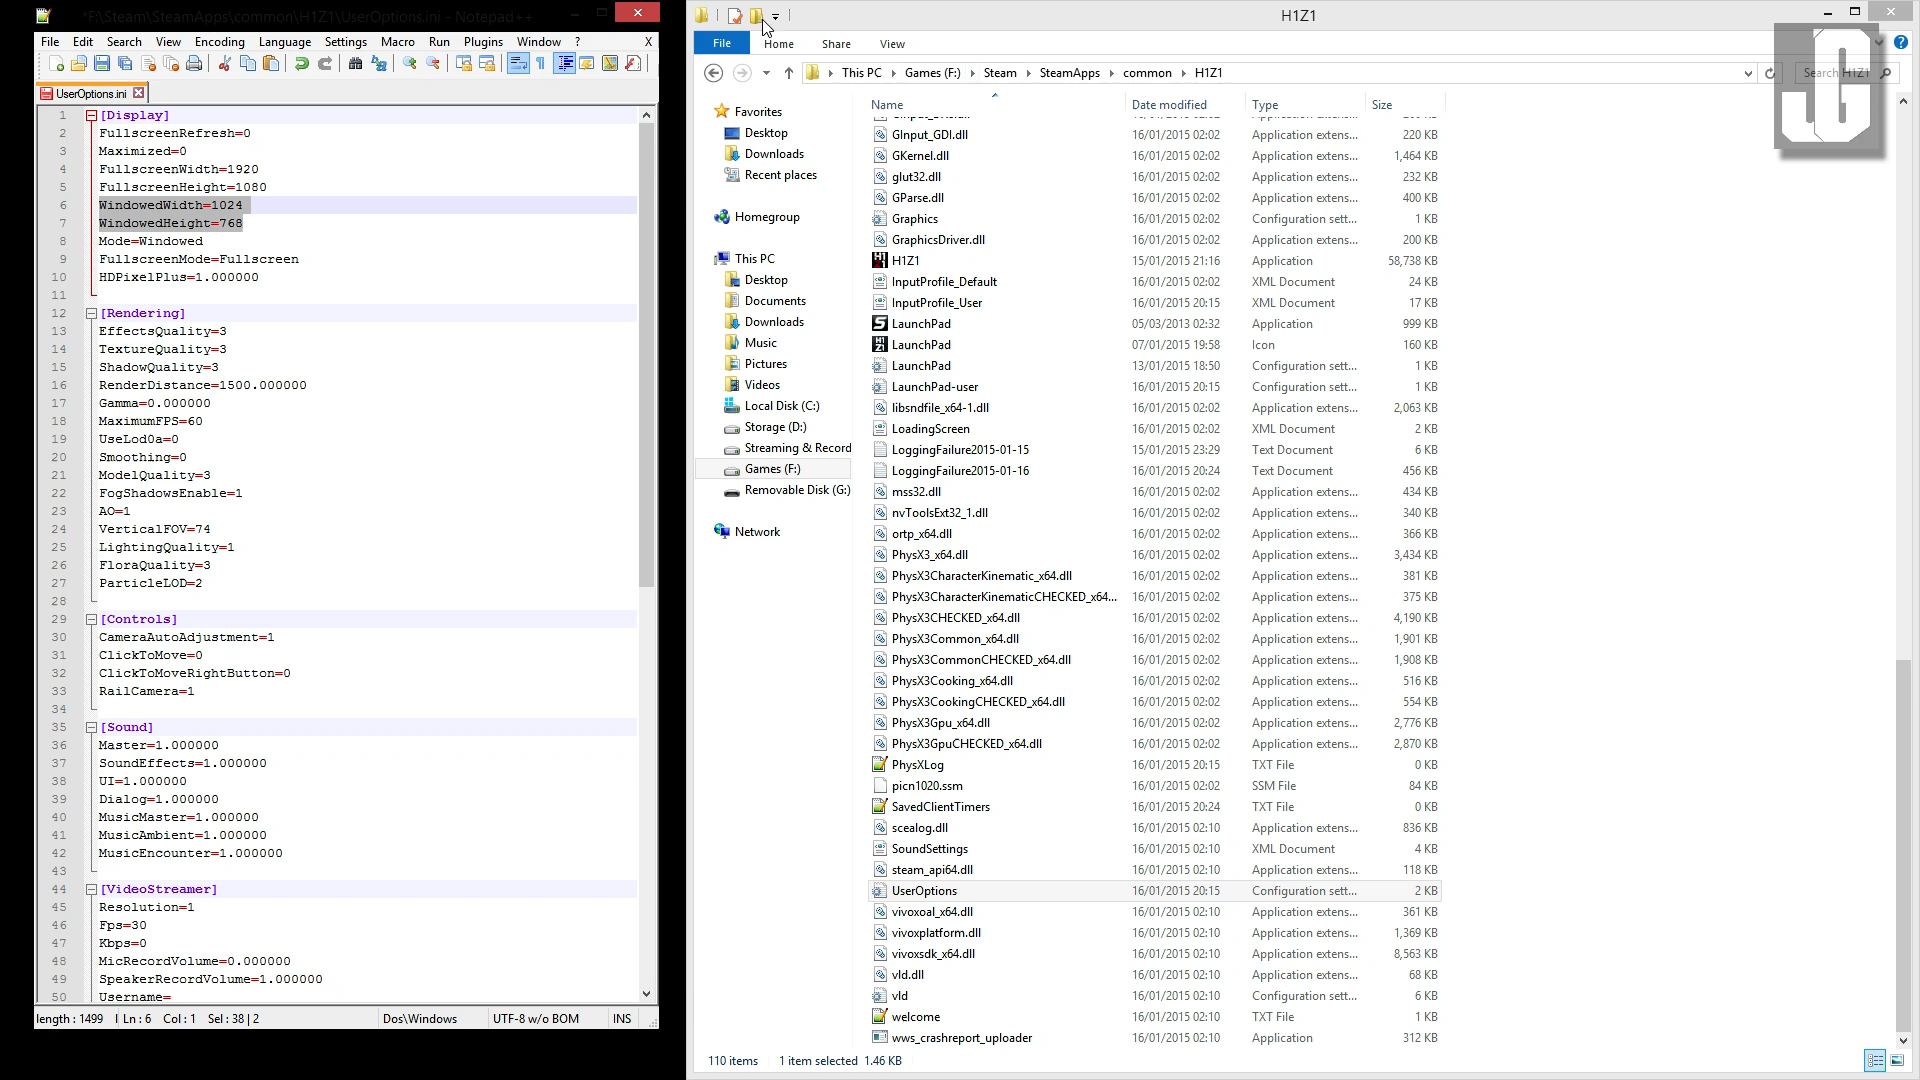 *F:\Steam\SteamApps\common\H1Z1\UserOptions.ini - Notepad++
File Edit Search View Encoding Language Settings Macro Run Plugins Window ? X
UserOptions.ini
1 [Display]
2 FullscreenRefresh=0
3 Maximized=0
4 FullscreenWidth=1920
5 FullscreenHeight=1080
6 WindowedWidth=1024
7 WindowedHeight=768
8 Mode=Windowed
9 FullscreenMode=Fullscreen
10 HDPixelPlus=1.000000
11
12 [Rendering]
13 EffectsQuality=3
14 TextureQuality=3
15 ShadowQuality=3
16 RenderDistance=1500.000000
17 Gamma=0.000000
18 MaximumFPS=60
19 UseLod0a=0
20 Smoothing=0
21 ModelQuality=3
22 FogShadowsEnable=1
23 AO=1
24 VerticalFOV=74
25 LightingQuality=1
26 FloraQuality=3
27 ParticleLOD=2
28
29 [Controls]
30 CameraAutoAdjustment=1
31 ClickToMove=0
32 ClickToMoveRightButton=0
33 RailCamera=1
34
35 [Sound]
36 Master=1.000000
37 SoundEffects=1.000000
38 UI=1.000000
39 Dialog=1.000000
40 MusicMaster=1.000000
41 MusicAmbient=1.000000
42 MusicEncounter=1.000000
43
44 [VideoStreamer]
45 Resolution=1
46 Fps=30
47 Kbps=0
48 MicRecordVolume=0.000000
49 SpeakerRecordVolume=1.000000
50 Username=
length : 1499 l Ln : 6 Col : 1 Sel : 38 | 2 Dos\Windows UTF-8 w/o BOM INS
H1Z1
File Home Share View
This PC Games (F:) Steam SteamApps common H1Z1
Search H1Z1
Favorites
Desktop
Downloads
Recent places
Homegroup
This PC
Desktop
Documents
Downloads
Music
Pictures
Videos
Local Disk (C:)
Storage (D:)
Streaming & Record
Games (F:)
Removable Disk (G:)
Network
Name Date modified Type Size
GInput_GDI.dll 16/01/2015 02:02 Application extens... 220 KB
GKernel.dll 16/01/2015 02:02 Application extens... 1,464 KB
glut32.dll 16/01/2015 02:02 Application extens... 232 KB
GParse.dll 16/01/2015 02:02 Application extens... 400 KB
Graphics 16/01/2015 02:02 Configuration sett... 1 KB
GraphicsDriver.dll 16/01/2015 02:02 Application extens... 200 KB
H1Z1 15/01/2015 21:16 Application 58,738 KB
InputProfile_Default 16/01/2015 02:02 XML Document 24 KB
InputProfile_User 16/01/2015 20:15 XML Document 17 KB
LaunchPad 05/03/2013 02:32 Application 999 KB
LaunchPad 07/01/2015 19:58 Icon 160 KB
LaunchPad 13/01/2015 18:50 Configuration sett... 1 KB
LaunchPad-user 16/01/2015 20:15 Configuration sett... 1 KB
libsndfile_x64-1.dll 16/01/2015 02:02 Application extens... 2,063 KB
LoadingScreen 16/01/2015 02:02 XML Document 2 KB
LoggingFailure2015-01-15 15/01/2015 23:29 Text Document 6 KB
LoggingFailure2015-01-16 16/01/2015 20:24 Text Document 456 KB
mss32.dll 16/01/2015 02:02 Application extens... 434 KB
nvToolsExt32_1.dll 16/01/2015 02:02 Application extens... 340 KB
ortp_x64.dll 16/01/2015 02:02 Application extens... 366 KB
PhysX3_x64.dll 16/01/2015 02:02 Application extens... 3,434 KB
PhysX3CharacterKinematic_x64.dll 16/01/2015 02:02 Application extens... 381 KB
PhysX3CharacterKinematicCHECKED_x64... 16/01/2015 02:02 Application extens... 375 KB
PhysX3CHECKED_x64.dll 16/01/2015 02:02 Application extens... 4,190 KB
PhysX3Common_x64.dll 16/01/2015 02:02 Application extens... 1,901 KB
PhysX3CommonCHECKED_x64.dll 16/01/2015 02:02 Application extens... 1,908 KB
PhysX3Cooking_x64.dll 16/01/2015 02:02 Application extens... 516 KB
PhysX3CookingCHECKED_x64.dll 16/01/2015 02:02 Application extens... 554 KB
PhysX3Gpu_x64.dll 16/01/2015 02:02 Application extens... 2,776 KB
PhysX3GpuCHECKED_x64.dll 16/01/2015 02:02 Application extens... 2,870 KB
PhysXLog 16/01/2015 20:15 TXT File 0 KB
picn1020.ssm 16/01/2015 02:02 SSM File 84 KB
SavedClientTimers 16/01/2015 20:24 TXT File 0 KB
scealog.dll 16/01/2015 02:10 Application extens... 836 KB
SoundSettings 16/01/2015 02:10 XML Document 4 KB
steam_api64.dll 16/01/2015 02:10 Application extens... 118 KB
UserOptions 16/01/2015 20:15 Configuration sett... 2 KB
vivoxoal_x64.dll 16/01/2015 02:10 Application extens... 361 KB
vivoxplatform.dll 16/01/2015 02:10 Application extens... 1,369 KB
vivoxsdk_x64.dll 16/01/2015 02:10 Application extens... 8,563 KB
vld.dll 16/01/2015 02:10 Application extens... 68 KB
vld 16/01/2015 02:10 Configuration sett... 6 KB
welcome 16/01/2015 02:10 TXT File 1 KB
wws_crashreport_uploader 16/01/2015 02:10 Application 312 KB
110 items 1 item selected 1.46 KB